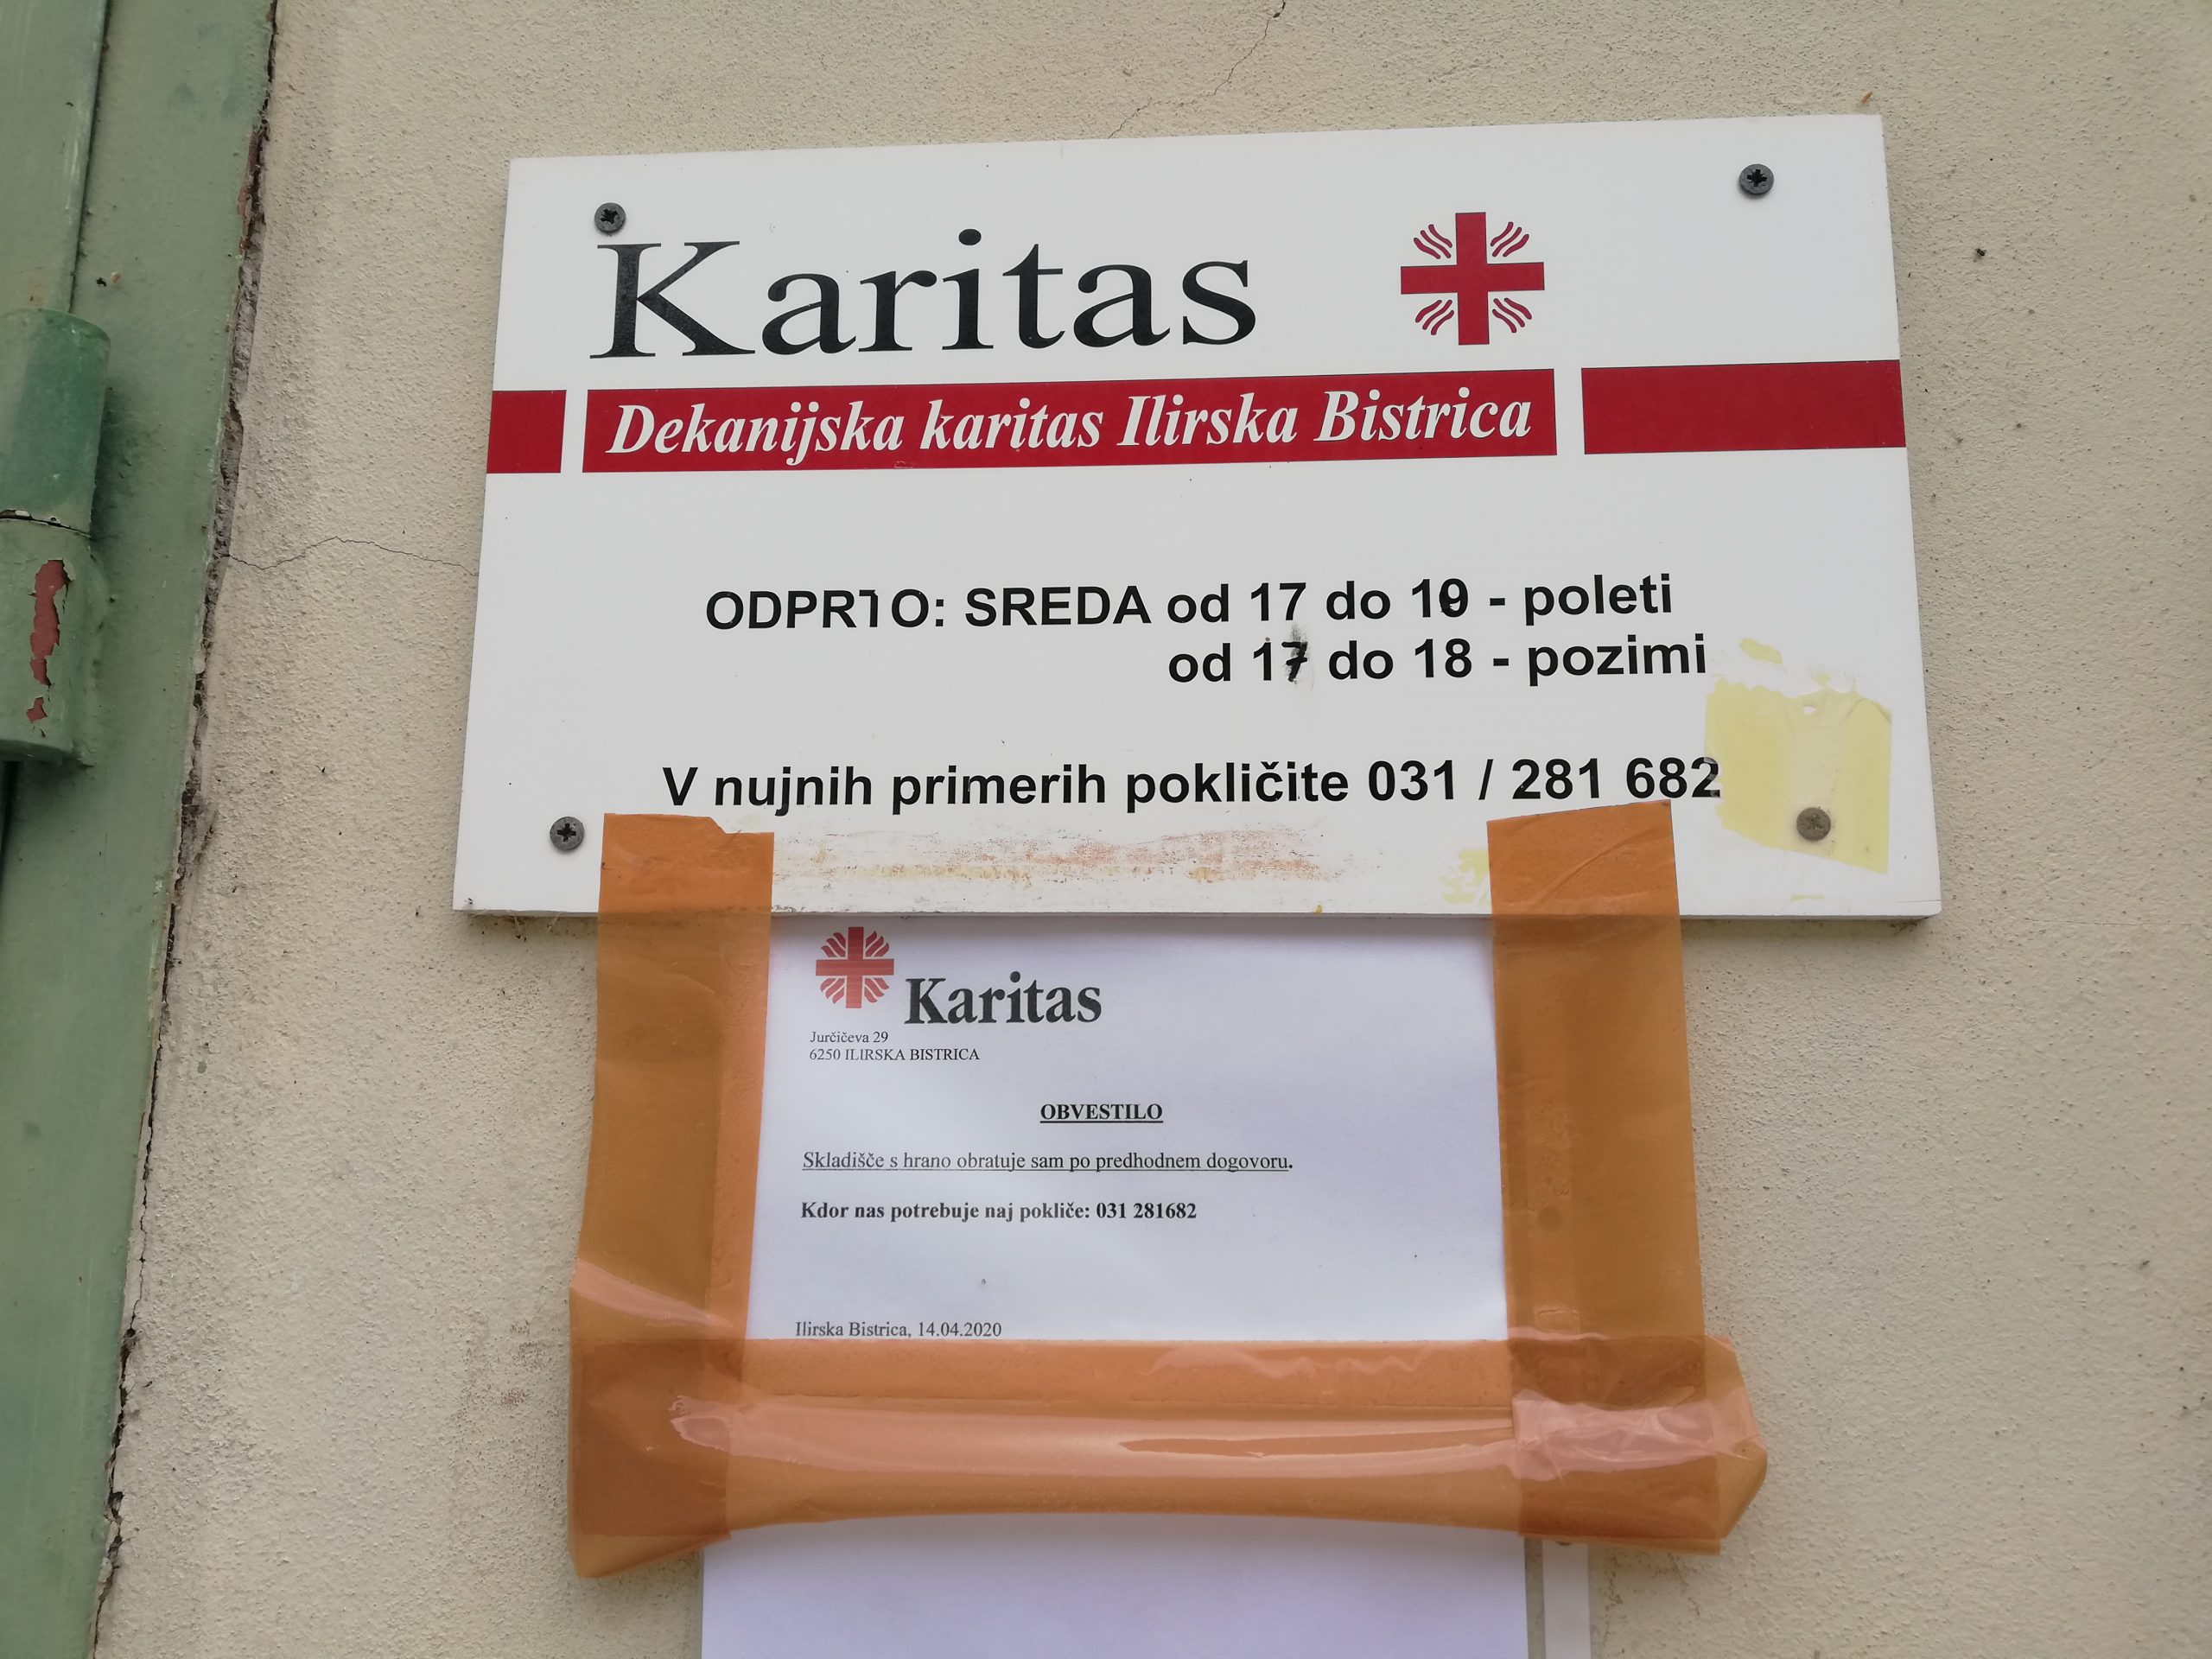 Karitas
Dekanijska karitas Ilirska Bistrica
ODPRTO: SREDA od 17 do 19 - poleti
od 17 do 18 - pozimi
V nujnih primerih pokličite 031 / 281 682
Karitas
Jurčičeva 29
6250 ILIRSKA BISTRICA
OBVESTILO
Skladišče s hrano obratuje sam po predhodnem dogovoru.
Kdor nas potrebuje naj pokliče: 031 281682
Ilirska Bistrica, 14.04.2020